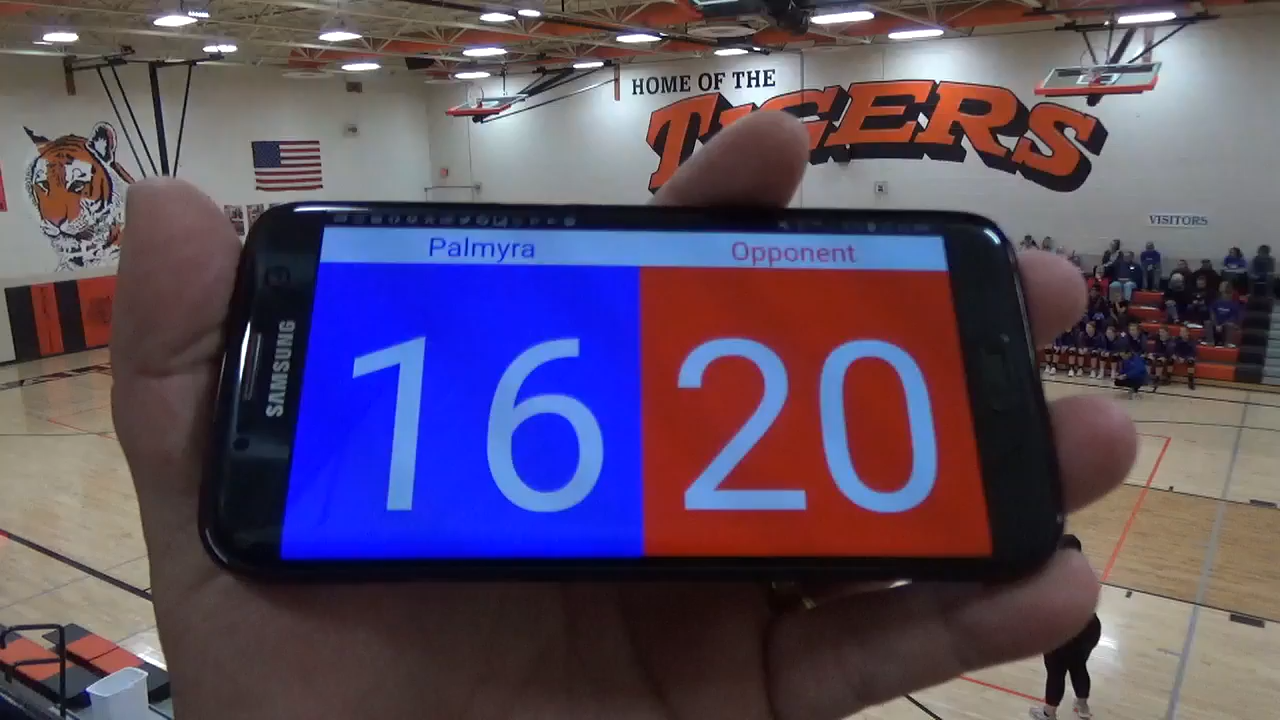 HOME OF THE
TIGERS
VISITORS
Palmyra
Opponent
16
20
SAMSUNG